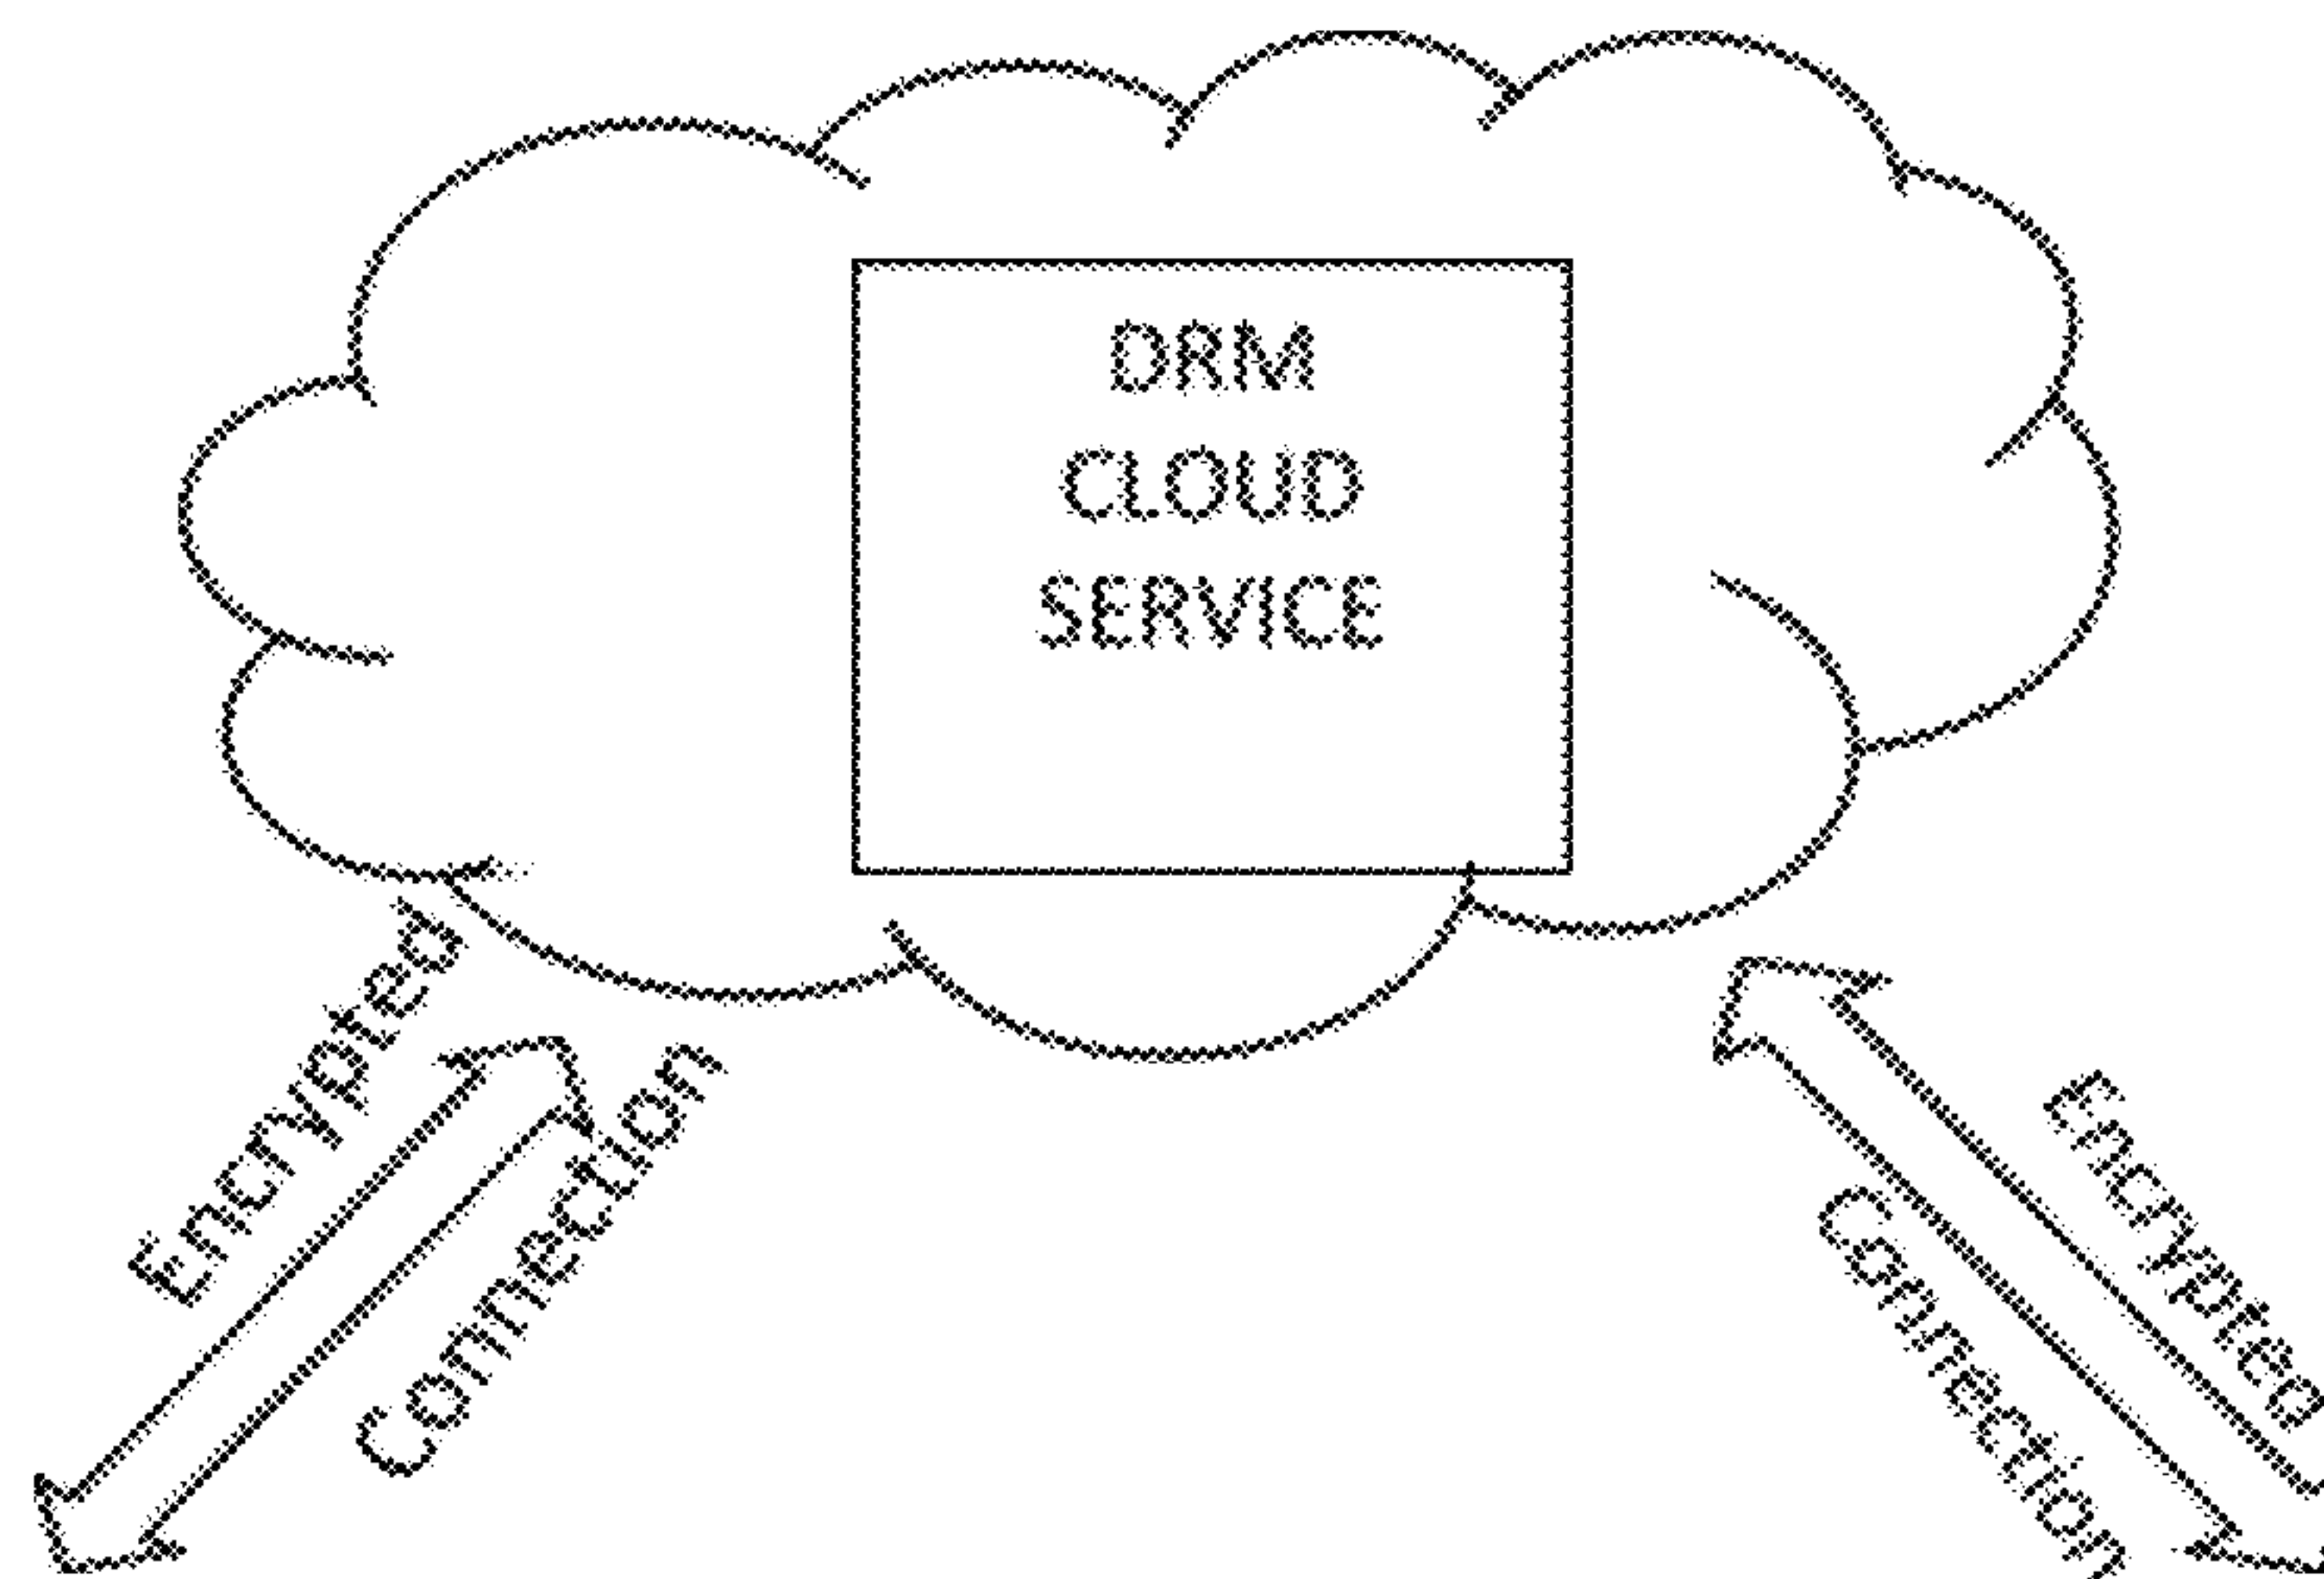 DRM
CLOUD
SERVICE
Encrypted
Connection
Encrypted
Connection